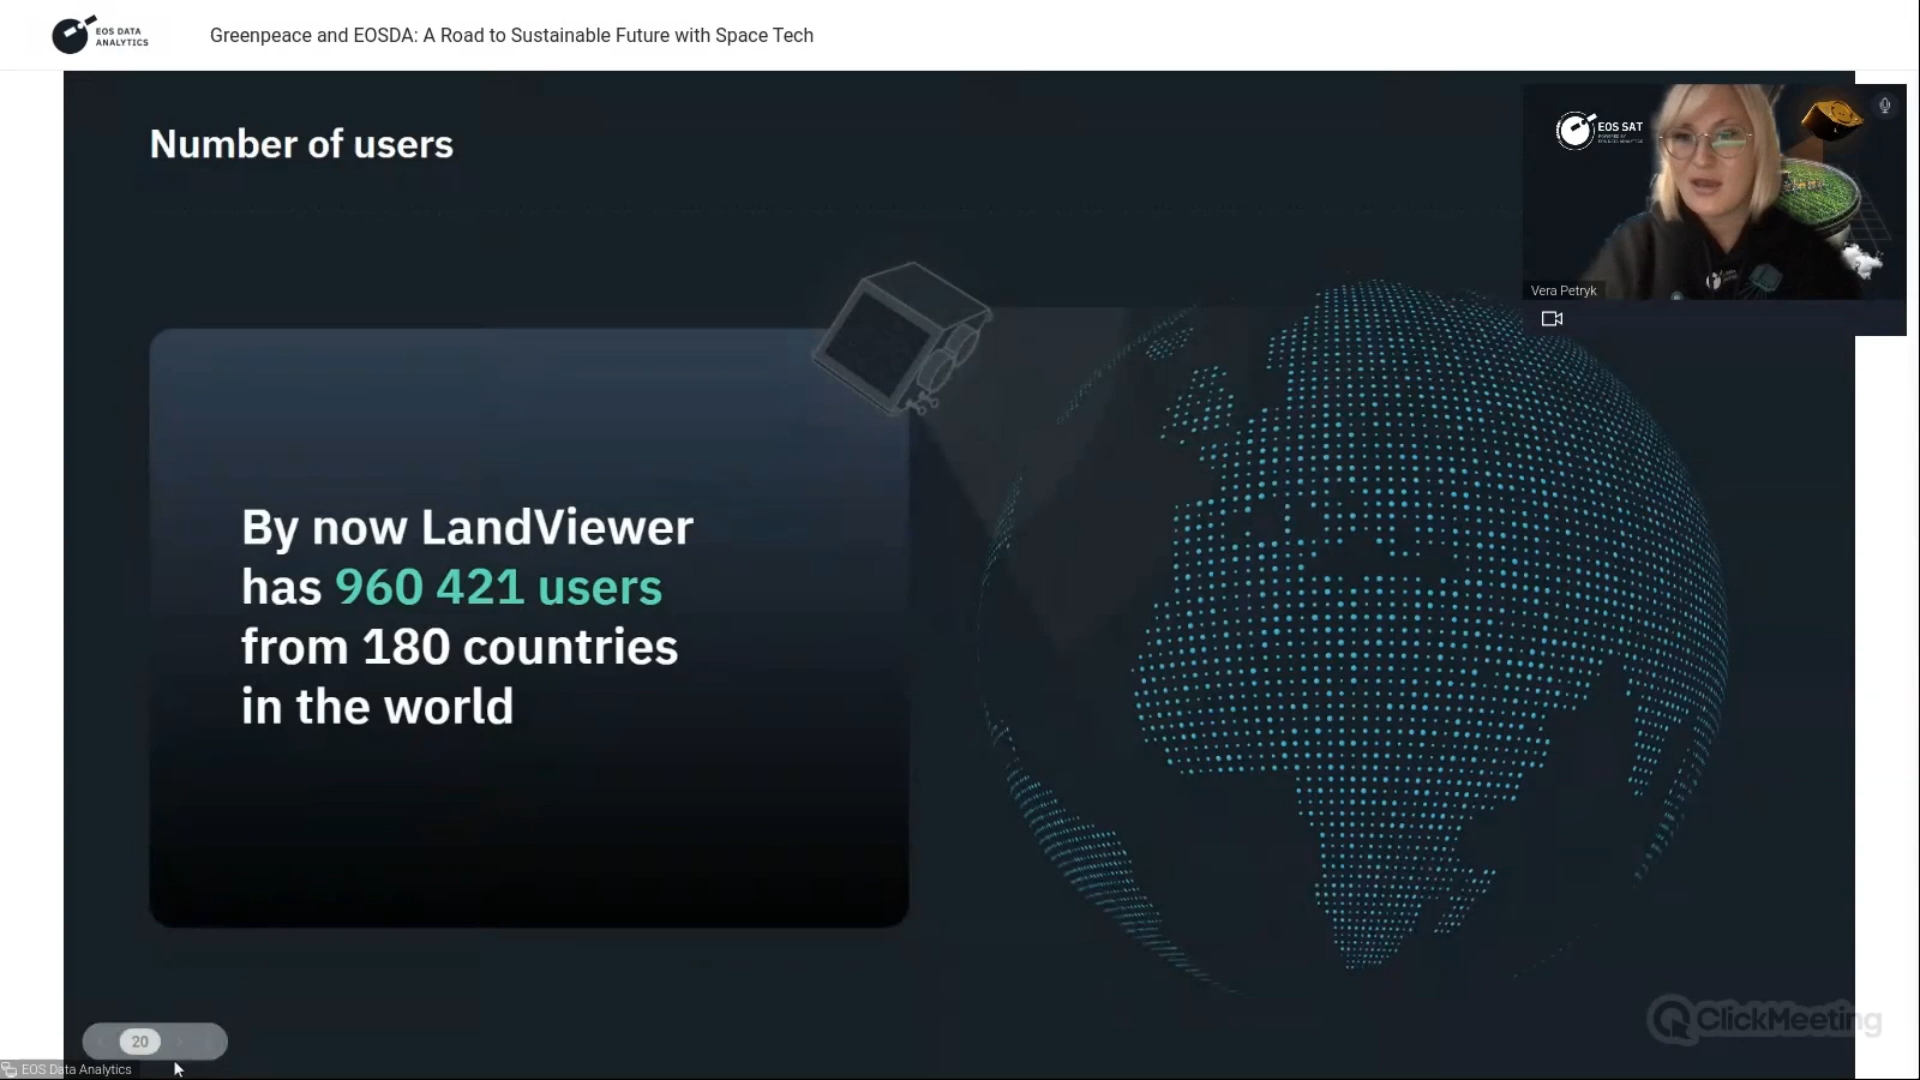 EOS DATA
ANALYTICS
Greenpeace and EOSDA: A Road to Sustainable Future with Space Tech
Number of users
EOS SAT
Vera Petryk
By now LandViewer
has 960 421 users
from 180 countries
in the world
20
ClickMeeting
EOS Data Analytics